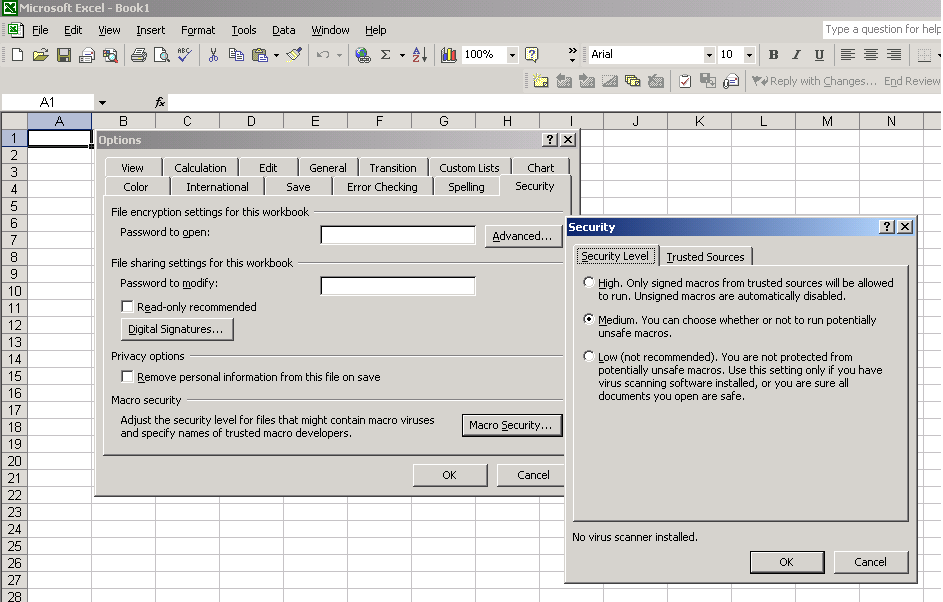 Microsoft Excel - Book1
File Edit View Insert Format Tools Data Window Help
Type a question for help
100% Arial 10 B I U
Reply with Changes... End Review
A1 fx
A B C D E F G H I J K L M N
1
2
3
4
5
6
7
8
9
10
11
12
13
14
15
16
17
18
19
20
21
22
23
24
25
26
27
28
Options
View Calculation Edit General Transition Custom Lists Chart
Color International Save Error Checking Spelling Security
File encryption settings for this workbook
Password to open:
Advanced...
File sharing settings for this workbook
Password to modify:
Read-only recommended
Digital Signatures...
Privacy options
Remove personal information from this file on save
Macro security
Adjust the security level for files that might contain macro viruses
and specify names of trusted macro developers.
Macro Security...
OK Cancel
Security
Security Level Trusted Sources
High. Only signed macros from trusted sources will be allowed
to run. Unsigned macros are automatically disabled.
Medium. You can choose whether or not to run potentially
unsafe macros.
Low (not recommended). You are not protected from
potentially unsafe macros. Use this setting only if you have
virus scanning software installed, or you are sure all
documents you open are safe.
No virus scanner installed.
OK Cancel